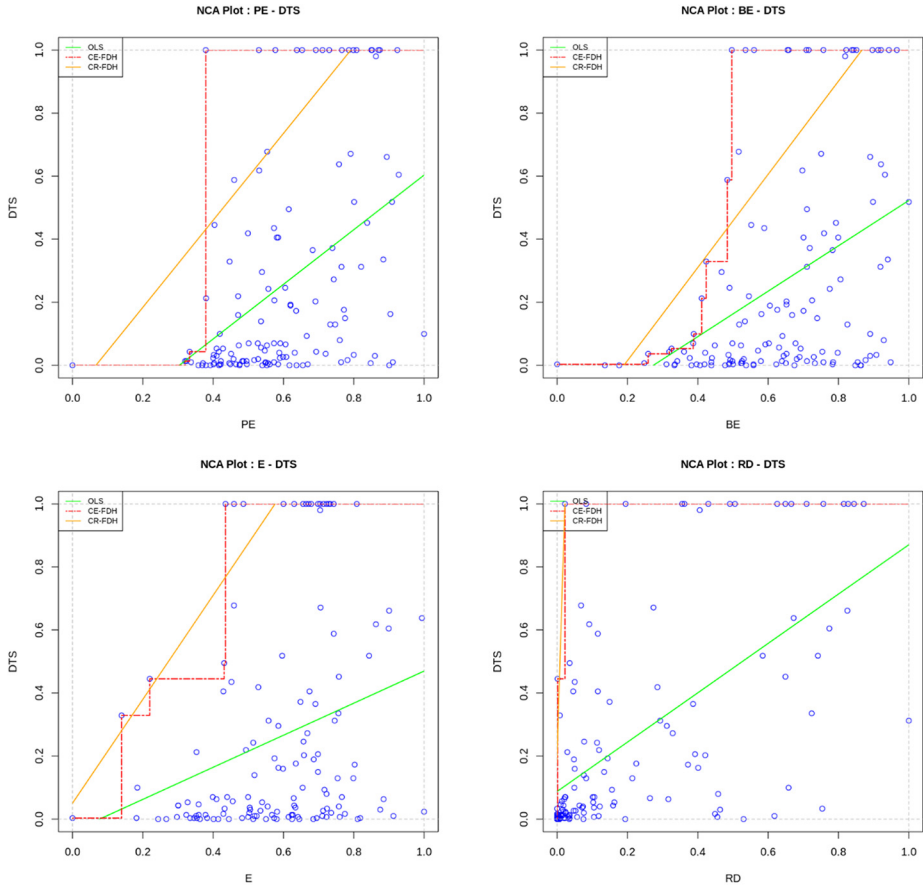 NCA Plot : PE - DTS
OLS
CE-FDH
CR-FDH
DTS
1.0
0.8
0.6
0.4
0.2
0.0
0.0 0.2 0.4 0.6 0.8 1.0
PE
NCA Plot : BE - DTS
OLS
CE-FDH
CR-FDH
DTS
1.0
0.8
0.6
0.4
0.2
0.0
0.0 0.2 0.4 0.6 0.8 1.0
BE
NCA Plot : E - DTS
OLS
CE-FDH
CR-FDH
DTS
1.0
0.8
0.6
0.4
0.2
0.0
0.0 0.2 0.4 0.6 0.8 1.0
E
NCA Plot : RD - DTS
OLS
CE-FDH
CR-FDH
DTS
1.0
0.8
0.6
0.4
0.2
0.0
0.0 0.2 0.4 0.6 0.8 1.0
RD